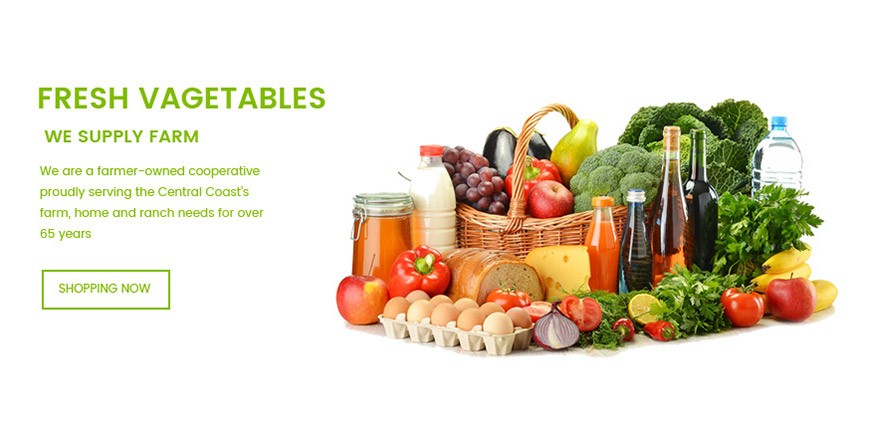 FRESH VAGETABLES
WE SUPPLY FARM
We are a farmer-owned cooperative
proudly serving the Central Coast's
farm, home and ranch needs for over
65 years
SHOPPING NOW